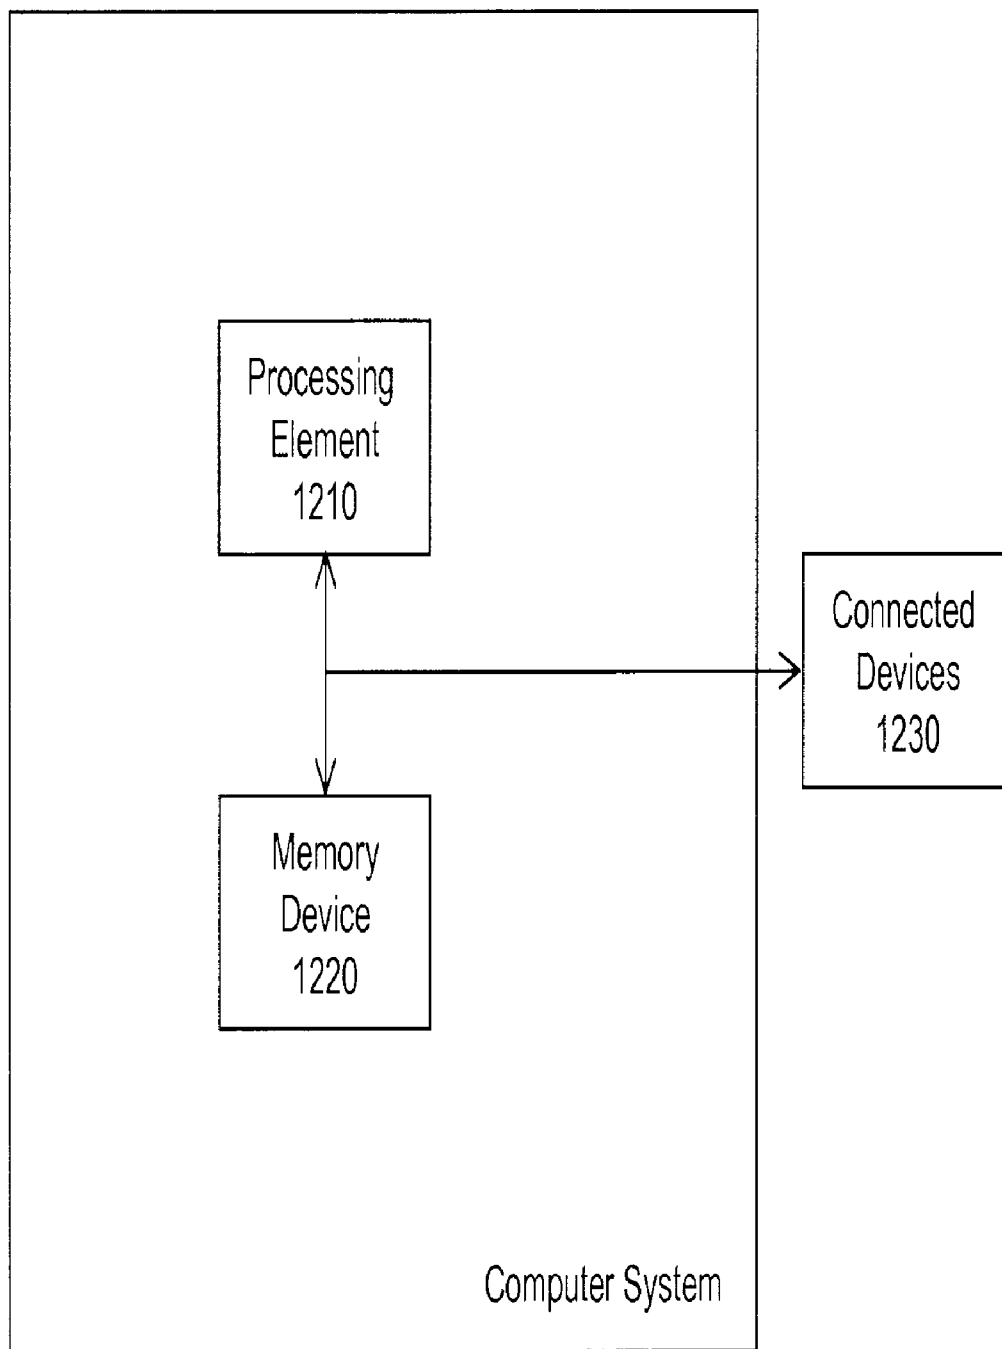 Processing
Element
1210
Connected
Devices
1230
Memory
Device
1220
Computer System